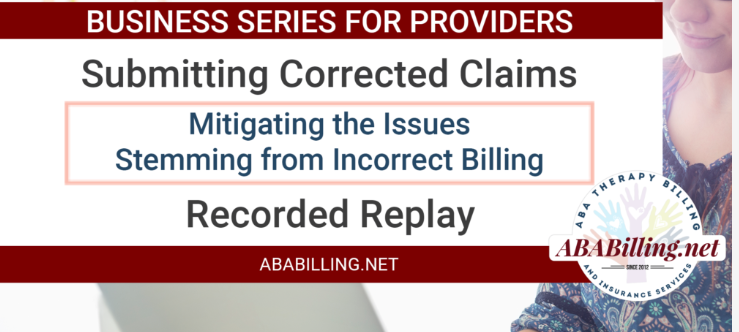 BUSINESS SERIES FOR PROVIDERS
Submitting Corrected Claims
Mitigating the Issues
Stemming from Incorrect Billing
Recorded Replay
ABABILLING.NET
ABA THERAPY BILLING
ABABilling.net
SINCE 2012
AND INSURANCE SERVICES